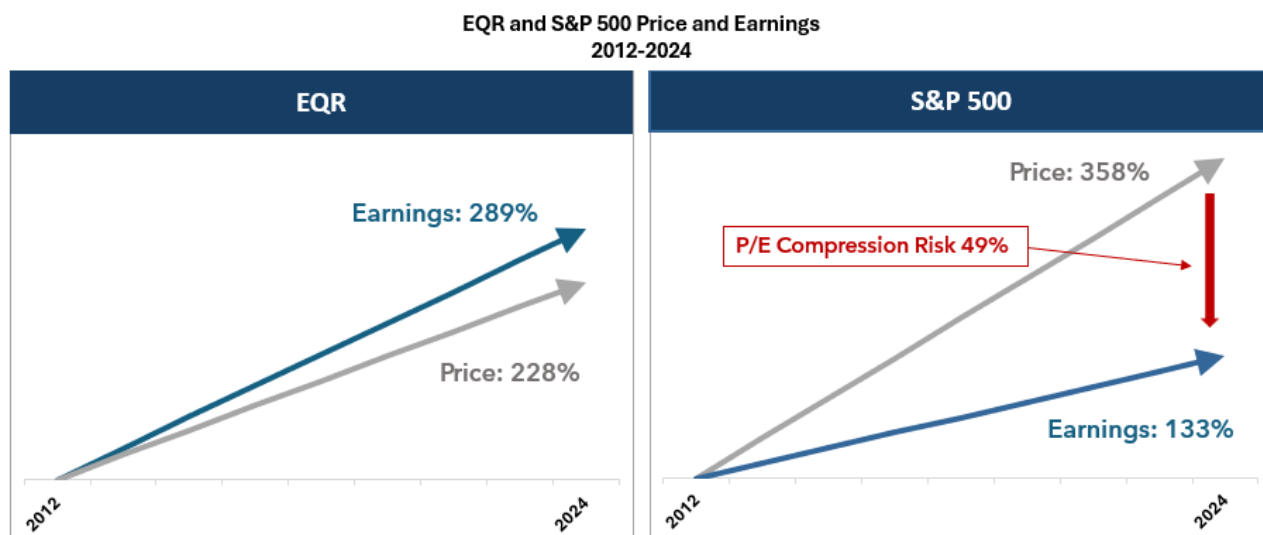 EQR and S&P 500 Price and Earnings
2012-2024
EQR
Earnings: 289%
Price: 228%
2012
2024
S&P 500
Price: 358%
P/E Compression Risk 49%
Earnings: 133%
2012
2024